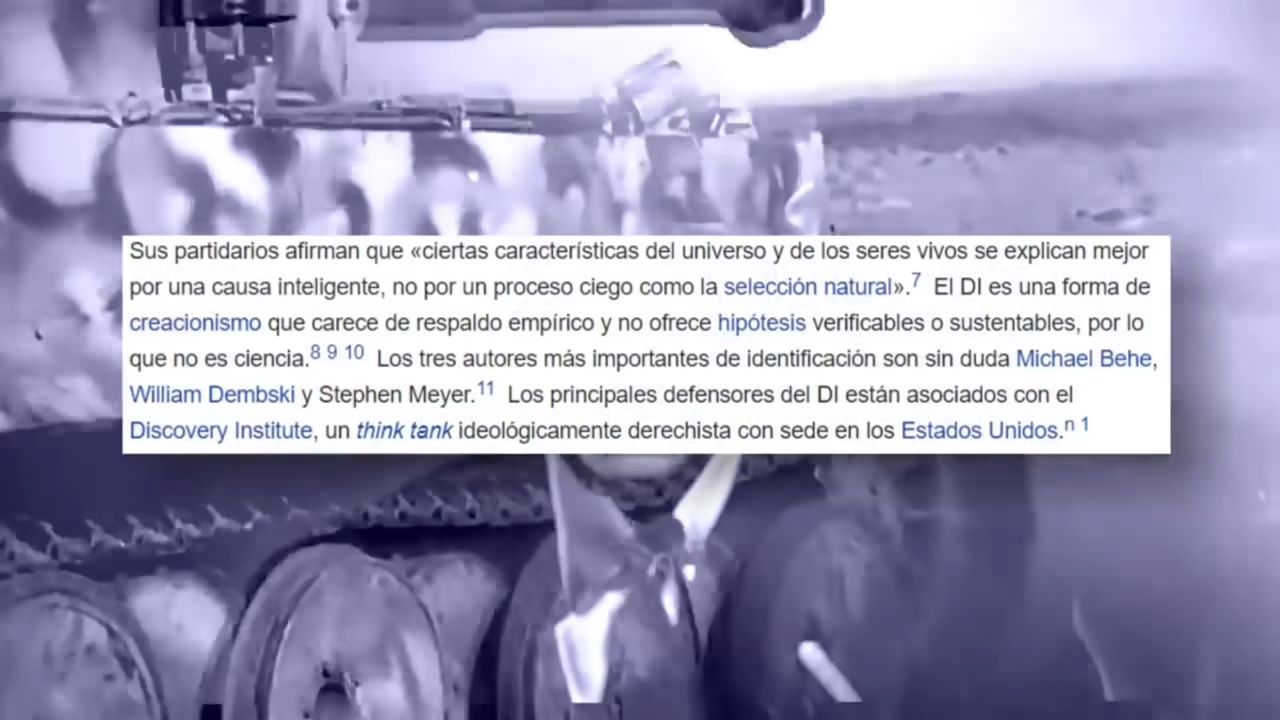 Sus partidarios afirman que «ciertas características del universo y de los seres vivos se explican mejor
por una causa inteligente, no por un proceso ciego como la selección natural».7 El DI es una forma de
creacionismo que carece de respaldo empírico y no ofrece hipótesis verificables o sustentables, por lo
que no es ciencia.8 9 10 Los tres autores más importantes de identificación son sin duda Michael Behe,
William Dembski y Stephen Meyer.11 Los principales defensores del DI están asociados con el
Discovery Institute, un think tank ideológicamente derechista con sede en los Estados Unidos.n 1